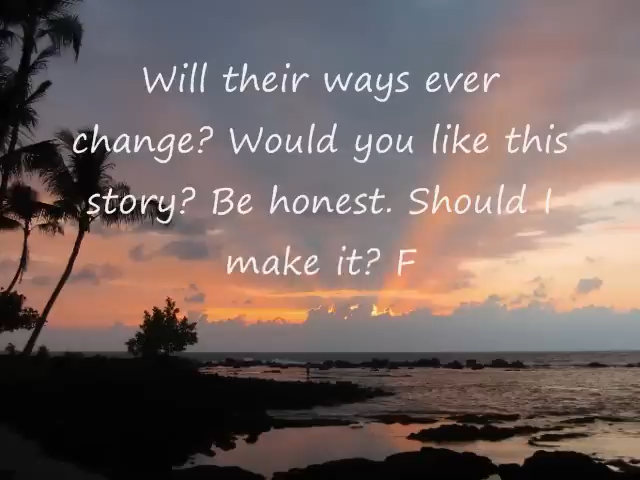 Will their ways ever
change? Would you like this
story? Be honest. Should I
make it? F